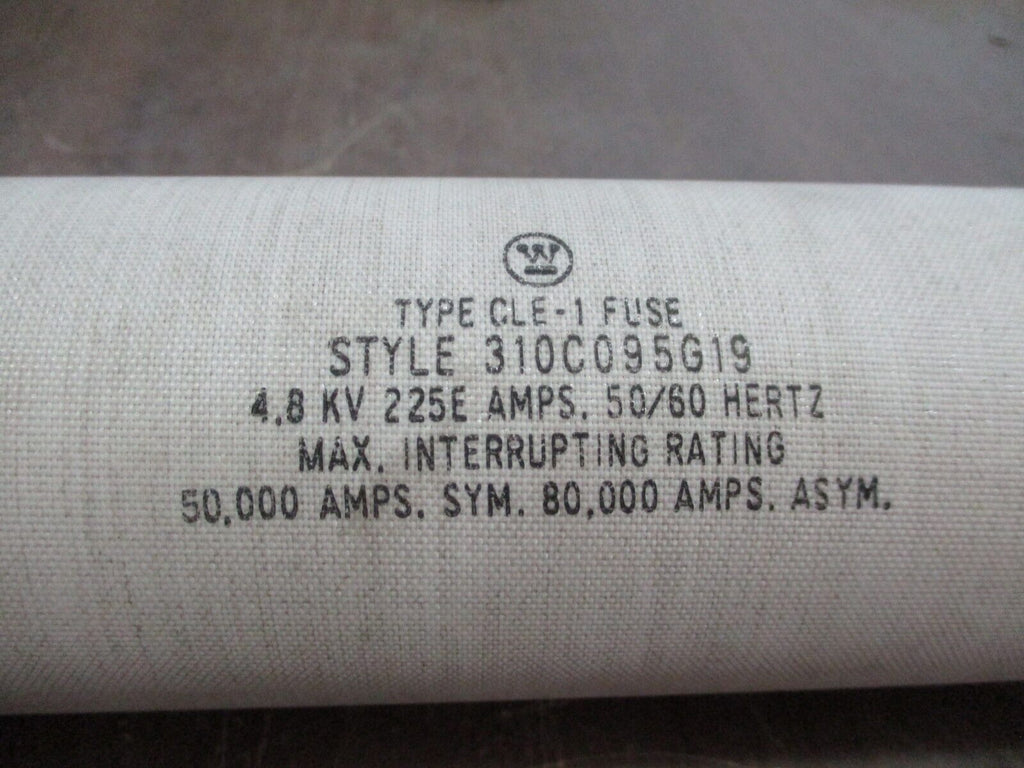 TYPE CLE-1 FUSE
STYLE 310C095G19
4.8 KV 225E AMPS. 50/60 HERTZ
MAX. INTERRUPTING RATING
50,000 AMPS. SYM. 80,000 AMPS. ASYM.